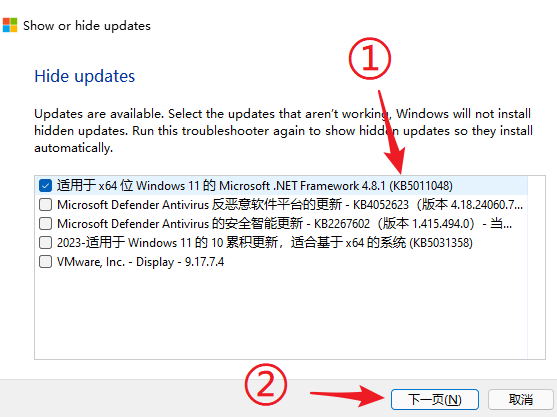 Show or hide updates
①
Hide updates
Updates are available. Select the updates that aren't working, Windows will not install
hidden updates. Run this troubleshooter again to show hidden updates so they install
automatically.
适用于 x64 位 Windows 11 的 Microsoft .NET Framework 4.8.1 (KB5011048)
Microsoft Defender Antivirus 反恶意软件平台的更新 - KB4052623（版本 4.18.24060.7...
Microsoft Defender Antivirus 的安全智能更新 - KB2267602（版本 1.415.494.0）- 当...
2023-适用于 Windows 11 的 10 累积更新，适合基于 x64 的系统 (KB5031358)
VMware, Inc. - Display - 9.17.7.4
②
下一页(N)
取消